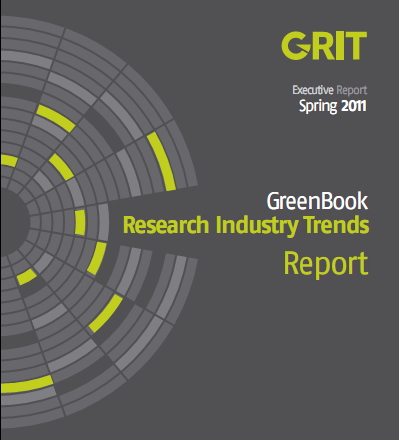 GRIT
Executive Report
Spring 2011
GreenBook
Research Industry Trends
Report